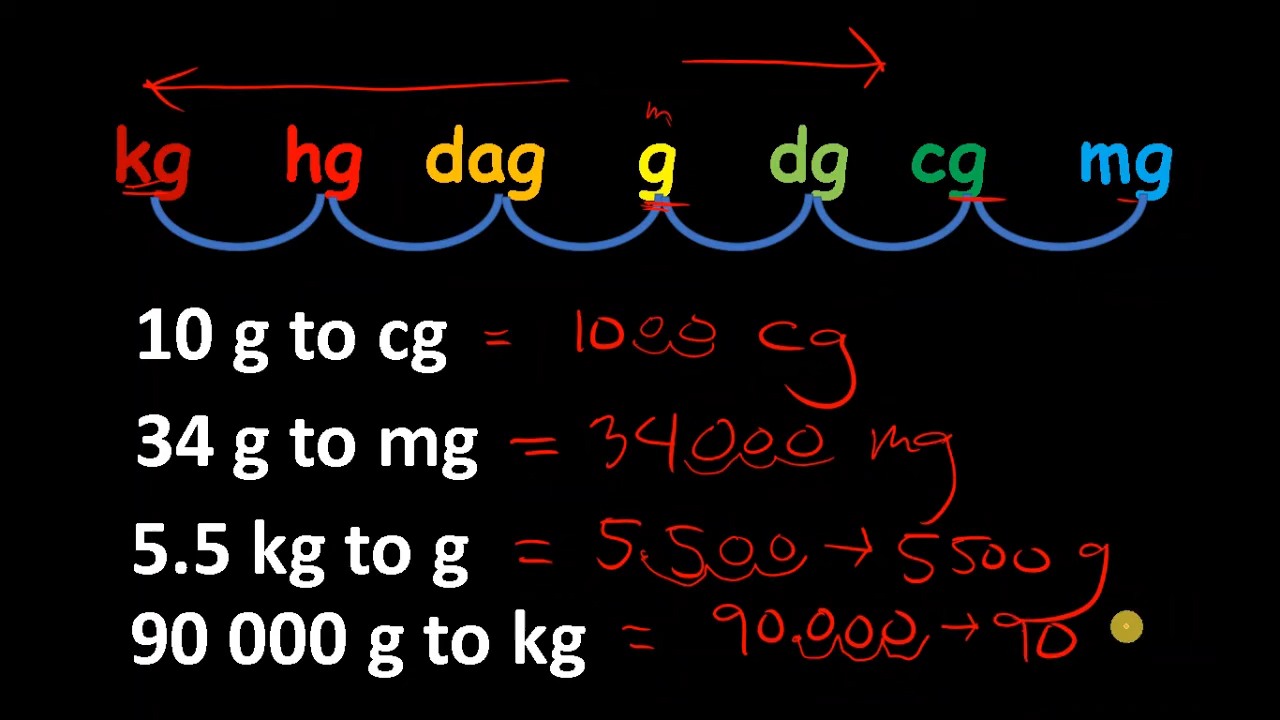 m
kg hg dag g dg cg mg
10 g to cg = 1000 cg
34 g to mg = 34000 mg
5.5 kg to g = 5.500 → 5500 g
90 000 g to kg = 90.000 → 90